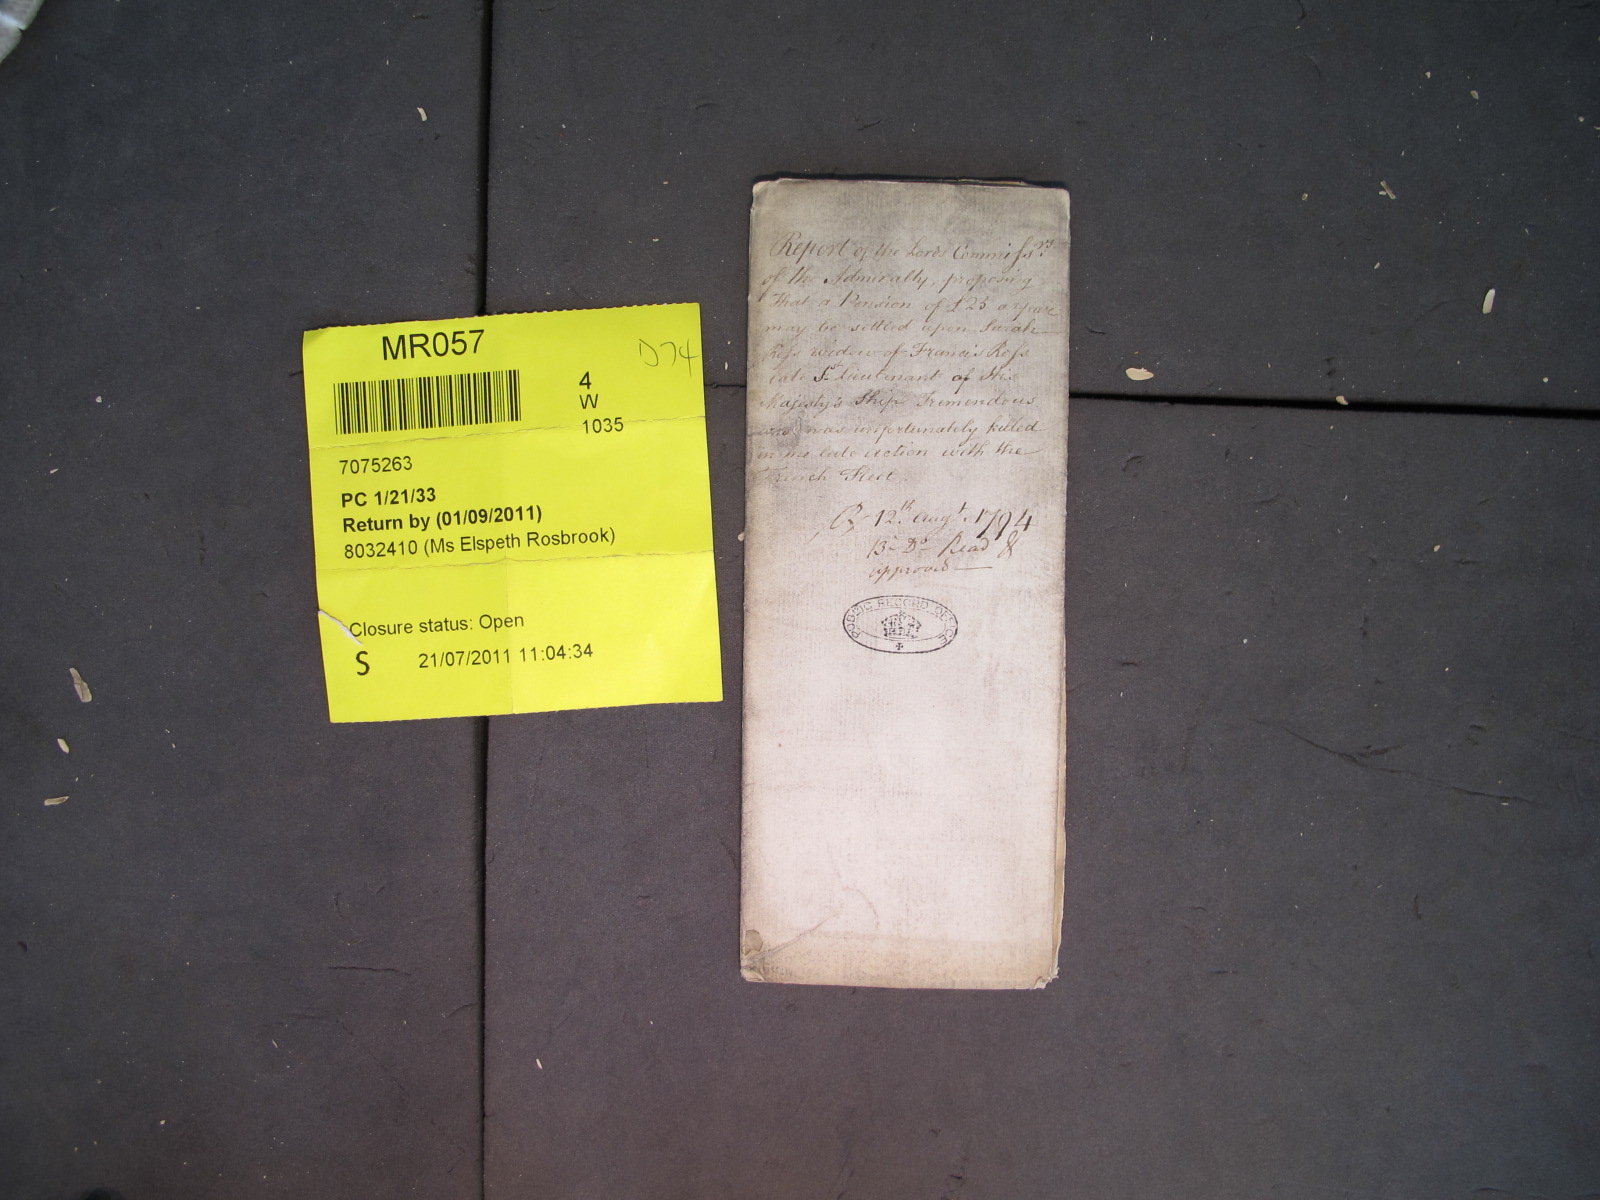 MR057
D74
4
W
1035
7075263
PC 1/21/33
Return by (01/09/2011)
8032410 (Ms Elspeth Rosbrook)
Closure status: Open
S 21/07/2011 11:04:34
Report of the Lords Commissrs.
of the Admiralty, proposing
That a Pension of £25 a year
may be settled upon Sarah
Ross widow of Francis Ross
late 1st Lieutenant of His
Majesty's Ship Tremendous
who was unfortunately killed
in the late action with the
French Fleet.
12th Augt. 1794
13th Do Read &
approved
PUBLIC RECORD OFFICE